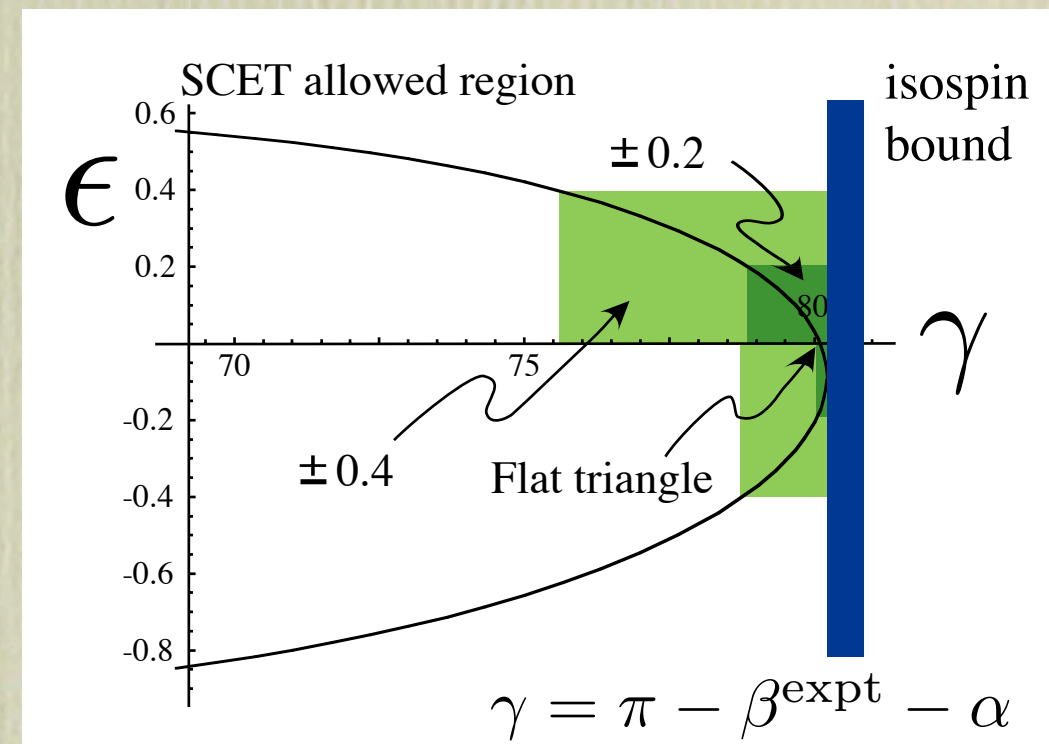 SCET allowed region
isospin
bound
ϵ
0.6
0.4
0.2
-0.2
-0.4
-0.6
-0.8
± 0.2
80
70
75
γ
± 0.4
Flat triangle
γ = π − β^expt − α